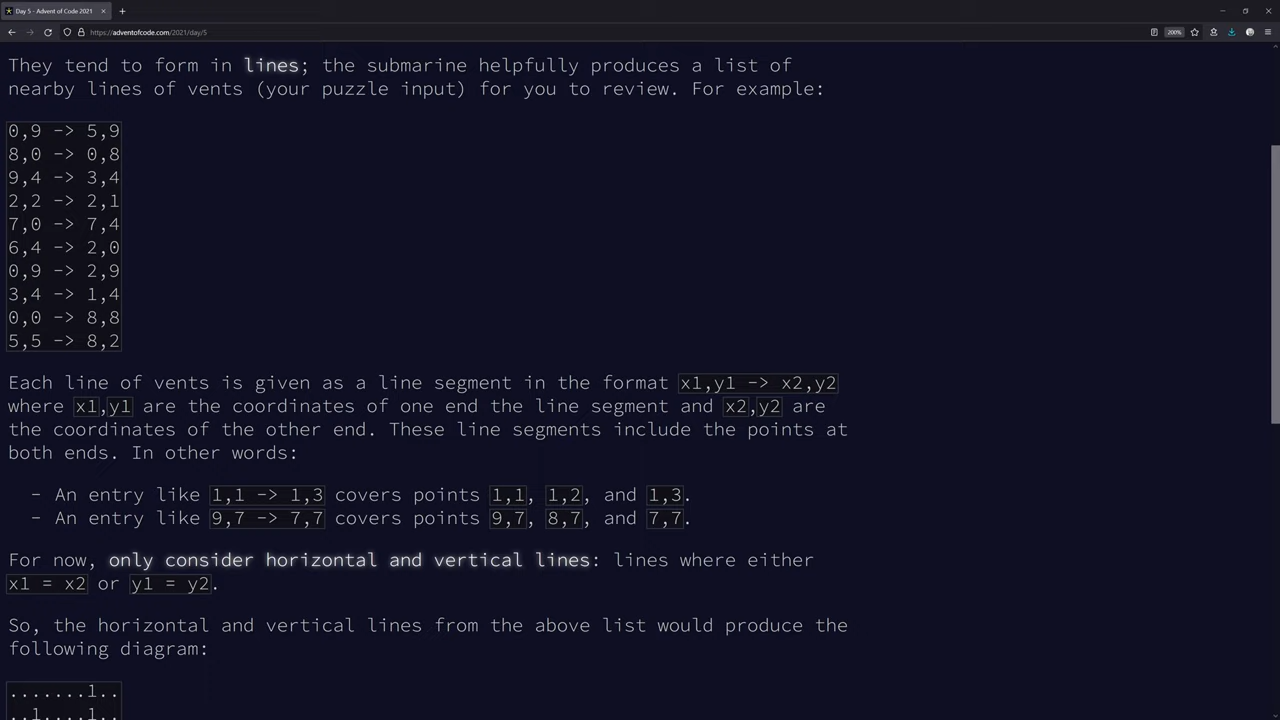 Day 5 - Advent of Code 2021
https://adventofcode.com/2021/day/5
200%
They tend to form in lines; the submarine helpfully produces a list of
nearby lines of vents (your puzzle input) for you to review. For example:
0,9 -> 5,9
8,0 -> 0,8
9,4 -> 3,4
2,2 -> 2,1
7,0 -> 7,4
6,4 -> 2,0
0,9 -> 2,9
3,4 -> 1,4
0,0 -> 8,8
5,5 -> 8,2
Each line of vents is given as a line segment in the format x1,y1 -> x2,y2
where x1,y1 are the coordinates of one end the line segment and x2,y2 are
the coordinates of the other end. These line segments include the points at
both ends. In other words:
- An entry like 1,1 -> 1,3 covers points 1,1, 1,2, and 1,3.
- An entry like 9,7 -> 7,7 covers points 9,7, 8,7, and 7,7.
For now, only consider horizontal and vertical lines: lines where either
x1 = x2 or y1 = y2.
So, the horizontal and vertical lines from the above list would produce the
following diagram:
.......1..
..1....1..